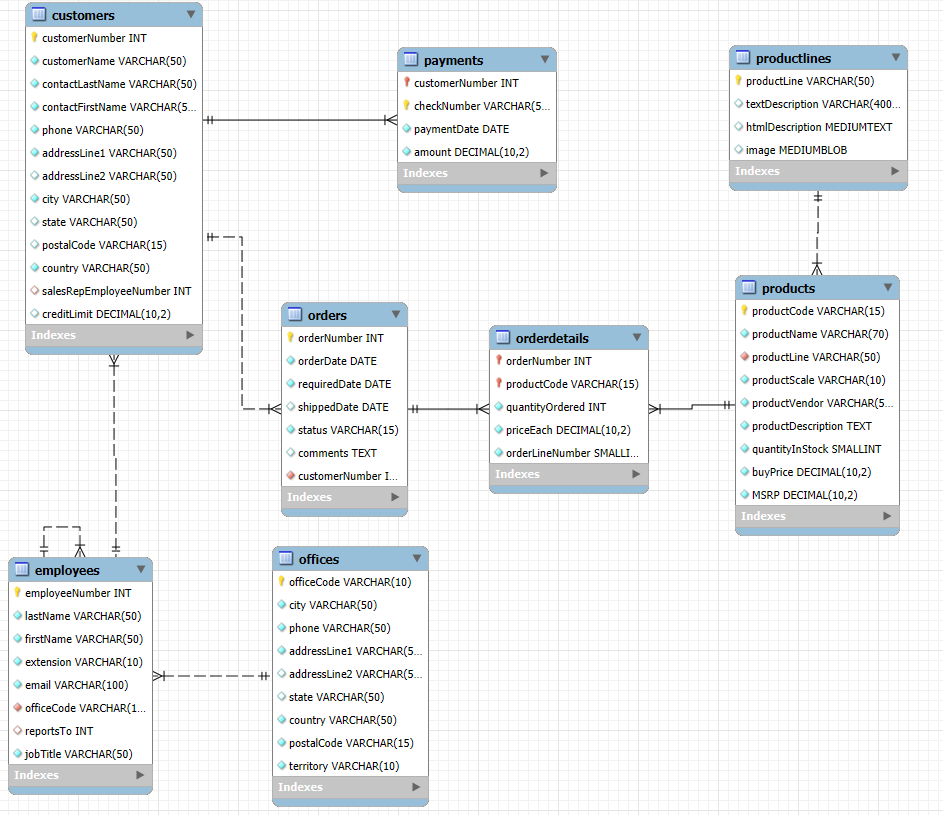 customers
customerNumber INT
customerName VARCHAR(50)
contactLastName VARCHAR(50)
contactFirstName VARCHAR(5...
phone VARCHAR(50)
addressLine1 VARCHAR(50)
addressLine2 VARCHAR(50)
city VARCHAR(50)
state VARCHAR(50)
postalCode VARCHAR(15)
country VARCHAR(50)
salesRepEmployeeNumber INT
creditLimit DECIMAL(10,2)
Indexes
payments
customerNumber INT
checkNumber VARCHAR(5...
paymentDate DATE
amount DECIMAL(10,2)
Indexes
productlines
productLine VARCHAR(50)
textDescription VARCHAR(400...
htmlDescription MEDIUMTEXT
image MEDIUMBLOB
Indexes
orders
orderNumber INT
orderDate DATE
requiredDate DATE
shippedDate DATE
status VARCHAR(15)
comments TEXT
customerNumber I...
Indexes
orderdetails
orderNumber INT
productCode VARCHAR(15)
quantityOrdered INT
priceEach DECIMAL(10,2)
orderLineNumber SMALLI...
Indexes
products
productCode VARCHAR(15)
productName VARCHAR(70)
productLine VARCHAR(50)
productScale VARCHAR(10)
productVendor VARCHAR(5...
productDescription TEXT
quantityInStock SMALLINT
buyPrice DECIMAL(10,2)
MSRP DECIMAL(10,2)
Indexes
employees
employeeNumber INT
lastName VARCHAR(50)
firstName VARCHAR(50)
extension VARCHAR(10)
email VARCHAR(100)
officeCode VARCHAR(1...
reportsTo INT
jobTitle VARCHAR(50)
Indexes
offices
officeCode VARCHAR(10)
city VARCHAR(50)
phone VARCHAR(50)
addressLine1 VARCHAR(5...
addressLine2 VARCHAR(5...
state VARCHAR(50)
country VARCHAR(50)
postalCode VARCHAR(15)
territory VARCHAR(10)
Indexes